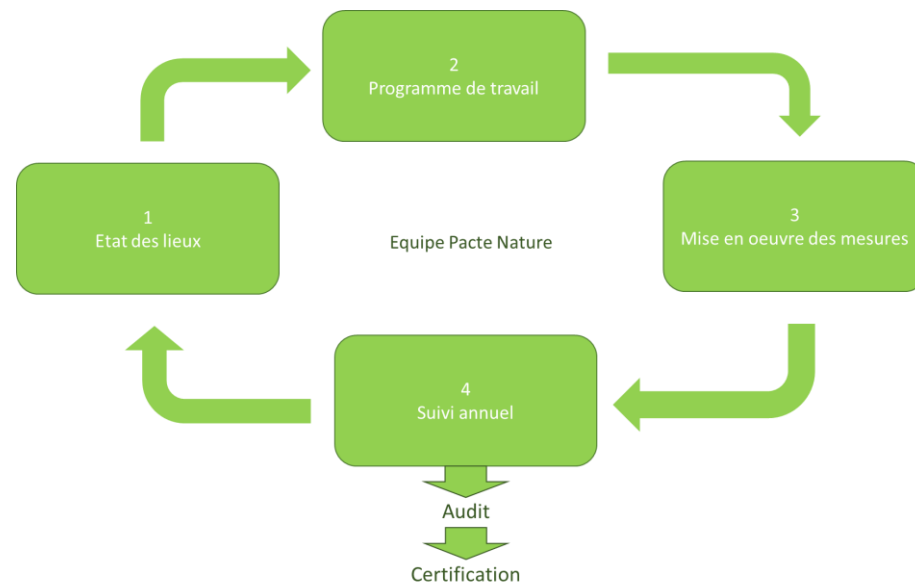 2
Programme de travail
1
Etat des lieux
3
Mise en oeuvre des mesures
Equipe Pacte Nature
4
Suivi annuel
Audit
Certification